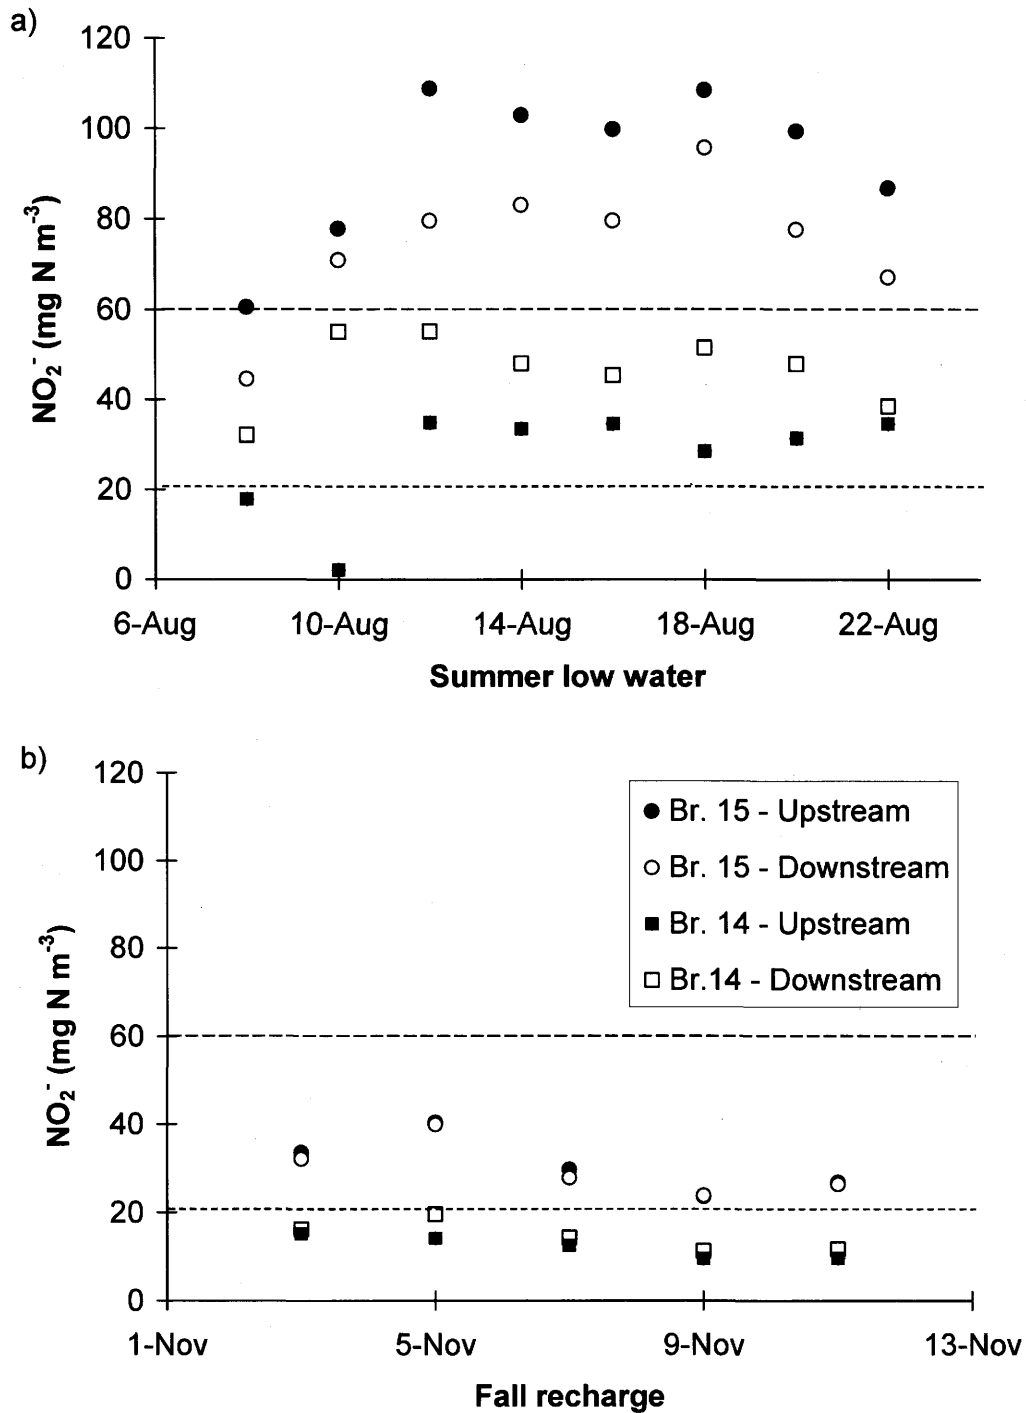 a)
120
100
80
60
40
20
0
NO₂⁻ (mg N m⁻³)
6-Aug 10-Aug 14-Aug 18-Aug 22-Aug
Summer low water
b)
120
100
80
60
40
20
0
NO₂⁻ (mg N m⁻³)
Br. 15 - Upstream
Br. 15 - Downstream
Br. 14 - Upstream
Br.14 - Downstream
1-Nov 5-Nov 9-Nov 13-Nov
Fall recharge